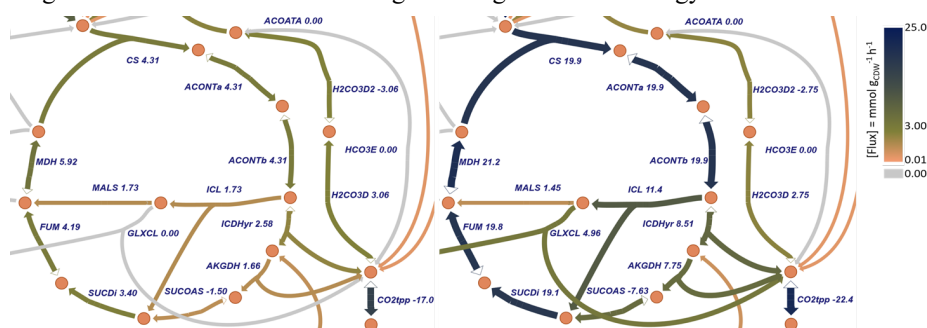 ACOATA 0.00
CS 4.31
ACONTa 4.31
H2CO3D2 -3.06
HCO3E 0.00
ACONTb 4.31
MDH 5.92
MALS 1.73
ICL 1.73
H2CO3D 3.06
FUM 4.19
GLXCL 0.00
ICDHyr 2.58
AKGDH 1.66
SUCDi 3.40
SUCOAS -1.50
CO2tpp -17.0
ACOATA 0.00
CS 19.9
ACONTa 19.9
H2CO3D2 -2.75
HCO3E 0.00
ACONTb 19.9
MDH 21.2
MALS 1.45
ICL 11.4
H2CO3D 2.75
FUM 19.8
GLXCL 4.96
ICDHyr 8.51
AKGDH 7.75
SUCDi 19.1
SUCOAS -7.63
CO2tpp -22.4
25.0
3.00
0.01
0.00
[Flux] = mmol gCDW⁻¹ h⁻¹